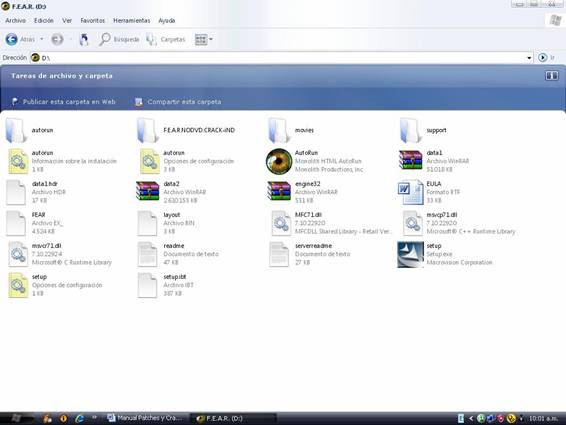 F.E.A.R. (D:)
Archivo Edición Ver Favoritos Herramientas Ayuda
Atrás Búsqueda Carpetas
Dirección D:\ Ir
Tareas de archivo y carpeta
Publicar esta carpeta en Web Compartir esta carpeta
autorun
F.E.A.R.NODVD.CRACK-iND
movies
support
autorun
Información sobre la instalación
1 KB
autorun
Opciones de configuración
3 KB
AutoRun
Monolith HTML AutoRun
Monolith Productions, Inc.
data1
Archivo WinRAR
51.018 KB
data1.hdr
Archivo HDR
17 KB
data2
Archivo WinRAR
2.610.153 KB
engine32
Archivo WinRAR
531 KB
EULA
Formato RTF
33 KB
FEAR
Archivo EX_
4.524 KB
layout
Archivo BIN
3 KB
MFC71.dll
7.10.2292.0
MFCDLL Shared Library - Retail Ver...
msvcp71.dll
7.10.2292.0
Microsoft® C++ Runtime Library
msvcr71.dll
7.10.2292.4
Microsoft® C Runtime Library
readme
Documento de texto
47 KB
serverreadme
Documento de texto
27 KB
setup
Setup.exe
Macrovision Corporation
setup
Opciones de configuración
1 KB
setup.ibt
Archivo IBT
387 KB
Manual Patches y Cra... F.E.A.R. (D:) 10:01 a.m.